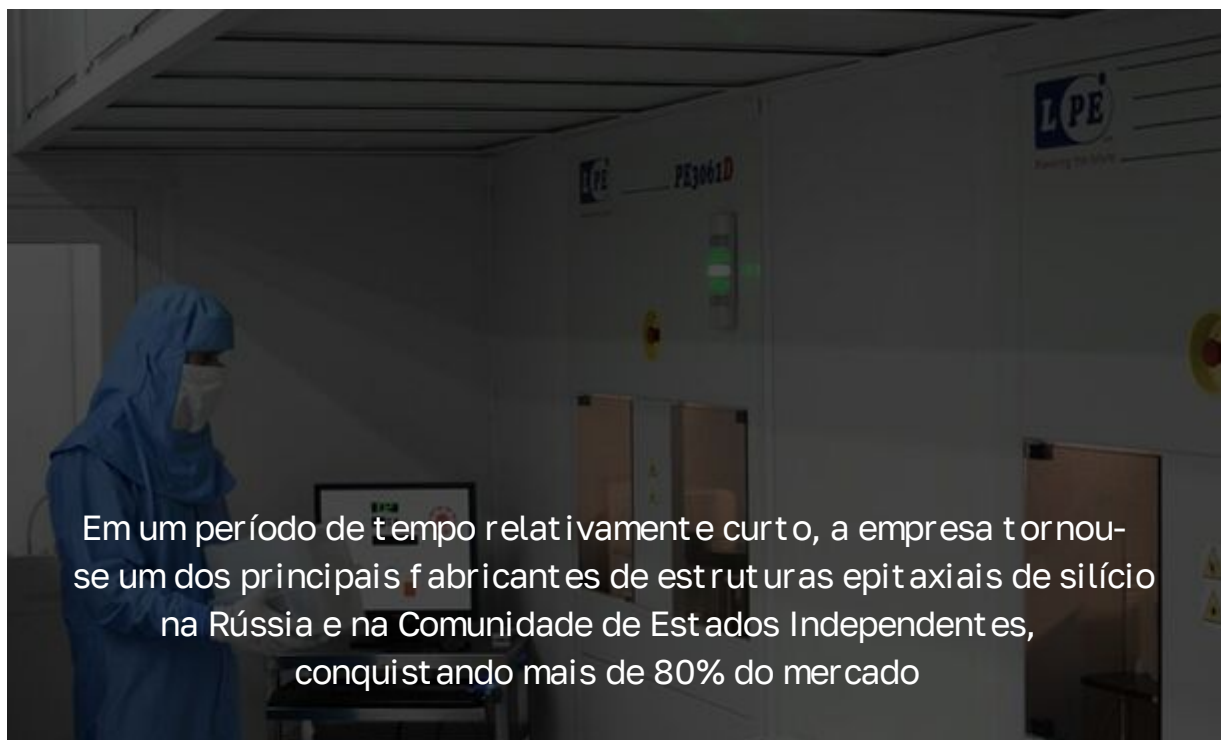 LPE
LPE PE3061D
Em um período de tempo relativamente curto, a empresa tornou-
se um dos principais fabricantes de estruturas epitaxiais de silício
na Rússia e na Comunidade de Estados Independentes,
conquistando mais de 80% do mercado